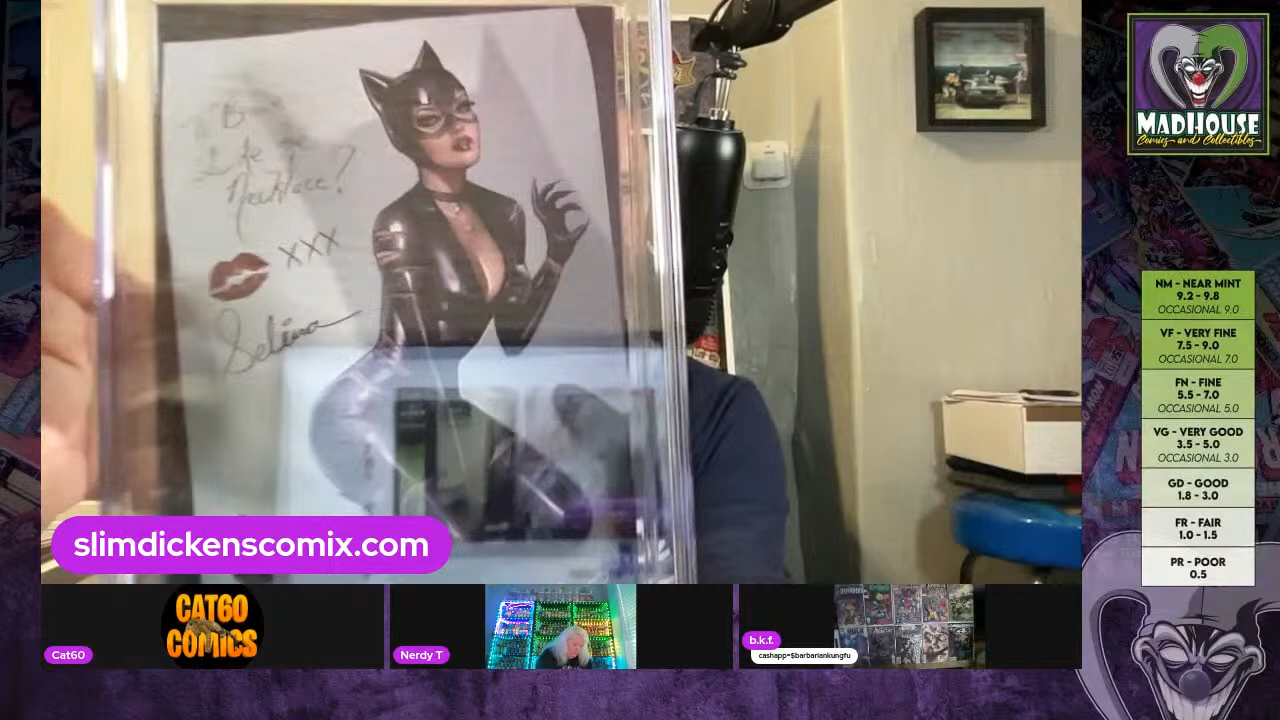 B
Life
Necklace?
XXX
Selina
slimdickenscomix.com
MADHOUSE
Comics and Collectibles
NM - NEAR MINT
9.2 - 9.8
OCCASIONAL 9.0
VF - VERY FINE
7.5 - 9.0
OCCASIONAL 7.0
FN - FINE
5.5 - 7.0
OCCASIONAL 5.0
VG - VERY GOOD
3.5 - 5.0
OCCASIONAL 3.0
GD - GOOD
1.8 - 3.0
FR - FAIR
1.0 - 1.5
PR - POOR
0.5
CAT60
COMICS
Cat60
Nerdy T
b.k.f.
cashapp=$barbariankungfu